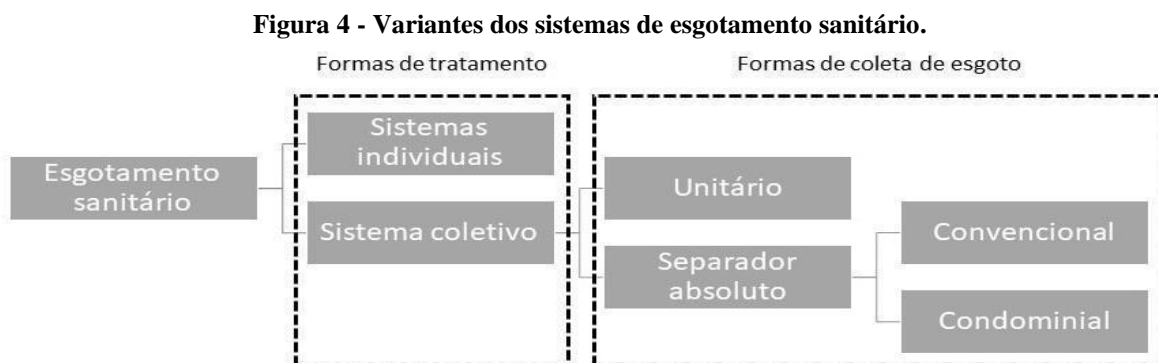 Figura 4 - Variantes dos sistemas de esgotamento sanitário.
Formas de tratamento
Formas de coleta de esgoto
Esgotamento
sanitário
Sistemas
individuais
Sistema coletivo
Unitário
Separador
absoluto
Convencional
Condominial